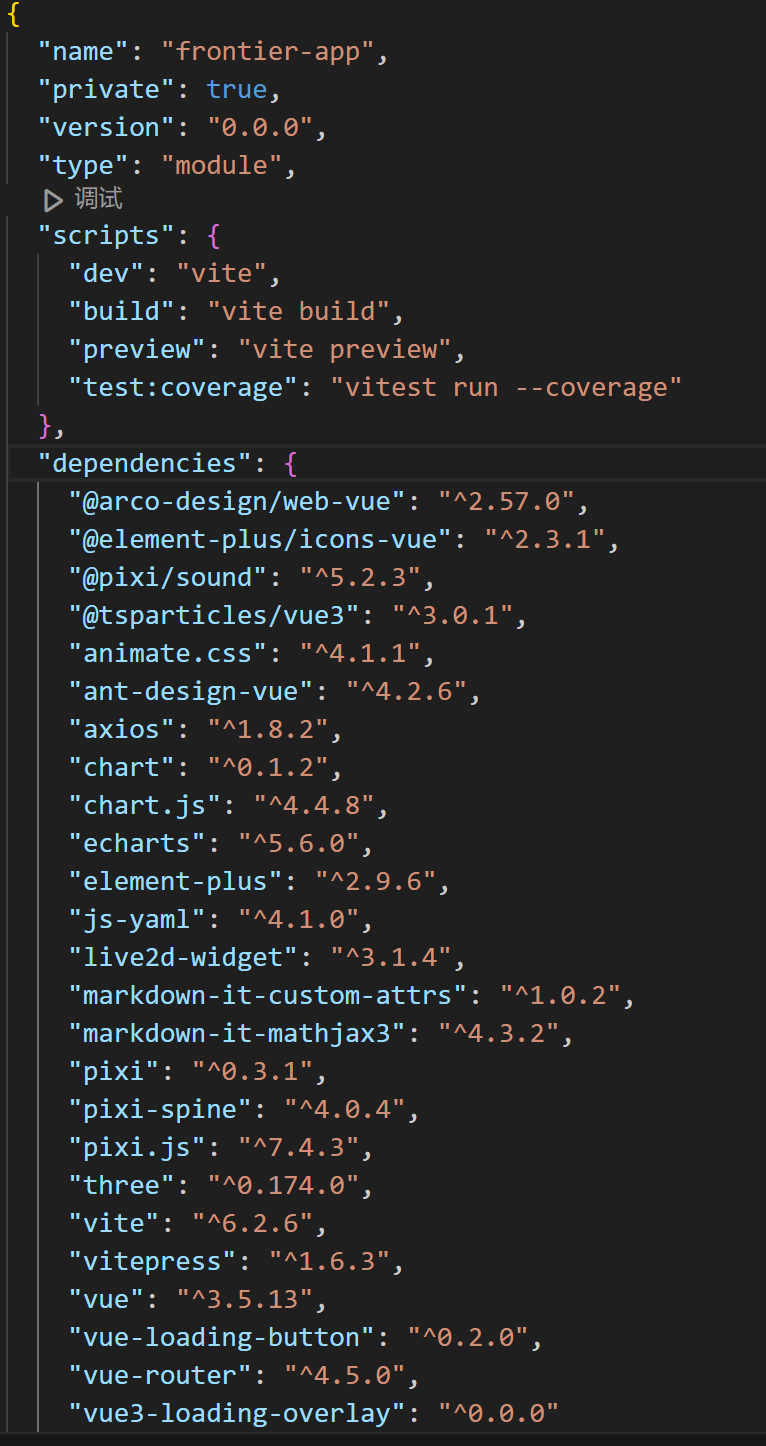 {
"name": "frontier-app",
"private": true,
"version": "0.0.0",
"type": "module",
调试
"scripts": {
"dev": "vite",
"build": "vite build",
"preview": "vite preview",
"test:coverage": "vitest run --coverage"
},
"dependencies": {
"@arco-design/web-vue": "^2.57.0",
"@element-plus/icons-vue": "^2.3.1",
"@pixi/sound": "^5.2.3",
"@tsparticles/vue3": "^3.0.1",
"animate.css": "^4.1.1",
"ant-design-vue": "^4.2.6",
"axios": "^1.8.2",
"chart": "^0.1.2",
"chart.js": "^4.4.8",
"echarts": "^5.6.0",
"element-plus": "^2.9.6",
"js-yaml": "^4.1.0",
"live2d-widget": "^3.1.4",
"markdown-it-custom-attrs": "^1.0.2",
"markdown-it-mathjax3": "^4.3.2",
"pixi": "^0.3.1",
"pixi-spine": "^4.0.4",
"pixi.js": "^7.4.3",
"three": "^0.174.0",
"vite": "^6.2.6",
"vitepress": "^1.6.3",
"vue": "^3.5.13",
"vue-loading-button": "^0.2.0",
"vue-router": "^4.5.0",
"vue3-loading-overlay": "^0.0.0"